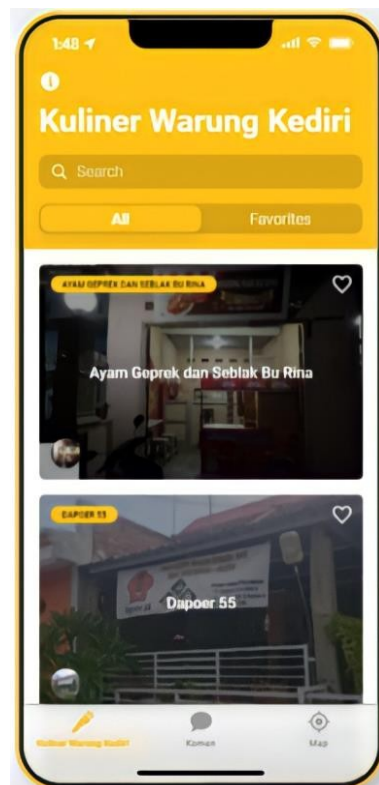 1:48
Kuliner Warung Kediri
Search
All
Favorites
AYAM GEPREK DAN SEBLAK BU RINA
Ayam Geprek dan Seblak Bu Rina
DAPOER 55
Dapoer 55
Kuliner Warung Kediri
Komen
Map